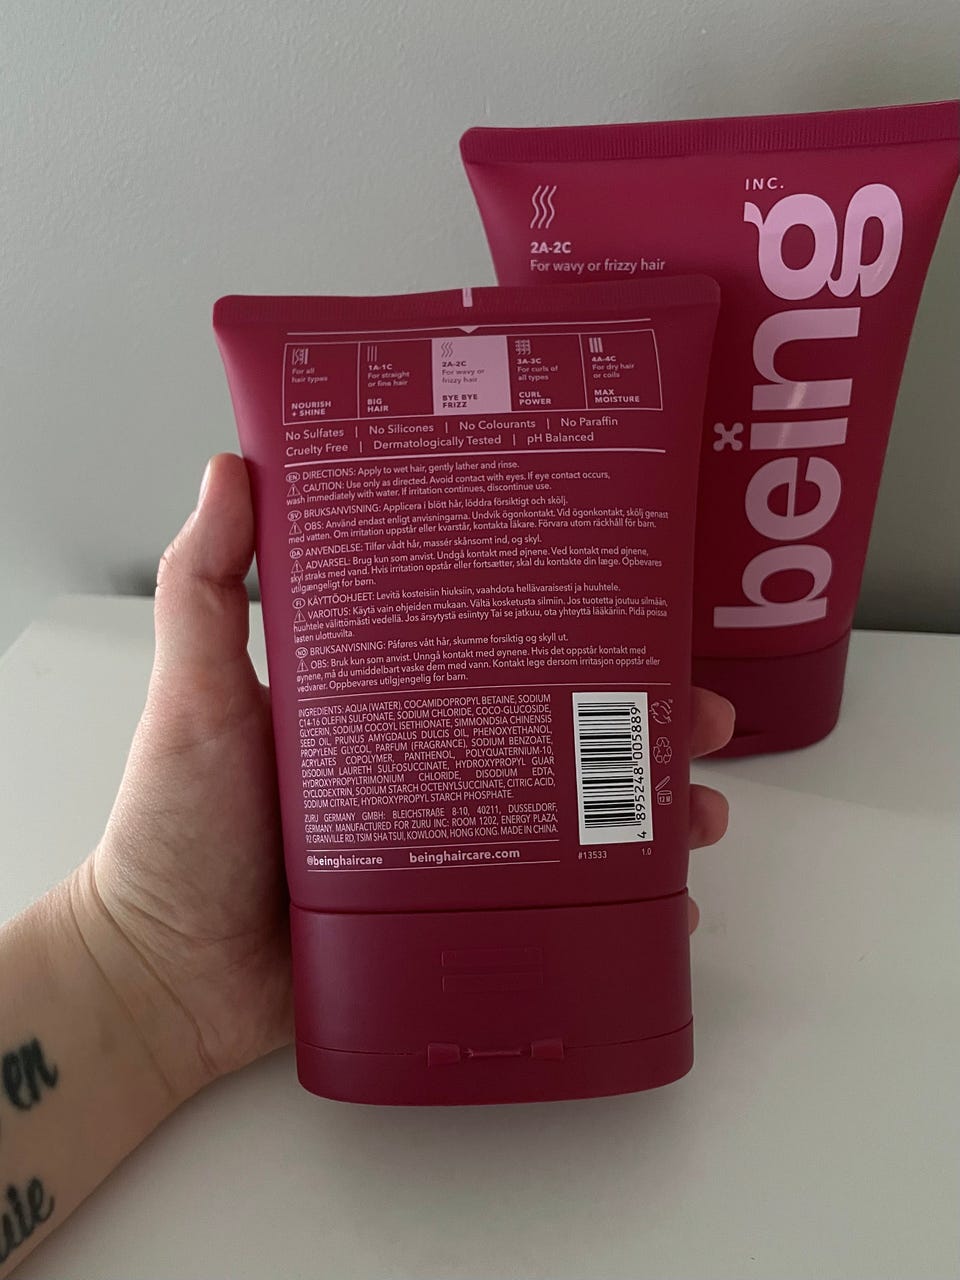 INC.
being
2A-2C
For wavy or frizzy hair
For all
hair types
NOURISH
+ SHINE
1A-1C
For straight
or fine hair
BIG
HAIR
2A-2C
For wavy or
frizzy hair
BYE BYE
FRIZZ
3A-3C
For curls of
all types
CURL
POWER
4A-4C
For dry hair
or coils
MAX
MOISTURE
No Sulfates | No Silicones | No Colourants | No Paraffin
Cruelty Free | Dermatologically Tested | pH Balanced
EN DIRECTIONS: Apply to wet hair, gently lather and rinse.
CAUTION: Use only as directed. Avoid contact with eyes. If eye contact occurs,
wash immediately with water. If irritation continues, discontinue use.
SV BRUKSANVISNING: Applicera i blött hår, löddra försiktigt och skölj.
OBS: Använd endast enligt anvisningarna. Undvik ögonkontakt. Vid ögonkontakt, skölj genast
med vatten. Om irritation uppstår eller kvarstår, kontakta läkare. Förvara utom räckhåll för barn.
DA ANVENDELSE: Tilfør vådt hår, massér skånsomt ind, og skyl.
ADVARSEL: Brug kun som anvist. Undgå kontakt med øjnene. Ved kontakt med øjnene,
skyl straks med vand. Hvis irritation opstår eller fortsætter, skal du kontakte din læge. Opbevares
utilgængeligt for børn.
FI KÄYTTÖOHJEET: Levitä kosteisiin hiuksiin, vaahdota hellävaraisesti ja huuhtele.
VAROITUS: Käytä vain ohjeiden mukaan. Vältä kosketusta silmiin. Jos tuotetta joutuu silmään,
huuhtele välittömästi vedellä. Jos ärsytystä esiintyy Tai se jatkuu, ota yhteyttä lääkäriin. Pidä poissa
lasten ulottuvilta.
NO BRUKSANVISNING: Påføres vått hår, skumme forsiktig og skyll ut.
OBS: Bruk kun som anvist. Unngå kontakt med øynene. Hvis det oppstår kontakt med
øynene, må du umiddelbart vaske dem med vann. Kontakt lege dersom irritasjon oppstår eller
vedvarer. Oppbevares utilgjengelig for barn.
INGREDIENTS: AQUA (WATER), COCAMIDOPROPYL BETAINE, SODIUM
C14-16 OLEFIN SULFONATE, SODIUM CHLORIDE, COCO-GLUCOSIDE,
GLYCERIN, SODIUM COCOYL ISETHIONATE, SIMMONDSIA CHINENSIS
SEED OIL, PRUNUS AMYGDALUS DULCIS OIL, PHENOXYETHANOL,
PROPYLENE GLYCOL, PARFUM (FRAGRANCE), SODIUM BENZOATE,
ACRYLATES COPOLYMER, PANTHENOL, POLYQUATERNIUM-10,
DISODIUM LAURETH SULFOSUCCINATE, HYDROXYPROPYL GUAR
HYDROXYPROPYLTRIMONIUM CHLORIDE, DISODIUM EDTA,
CYCLODEXTRIN, SODIUM STARCH OCTENYLSUCCINATE, CITRIC ACID,
SODIUM CITRATE, HYDROXYPROPYL STARCH PHOSPHATE.
ZURU GERMANY GMBH: BLEICHSTRAßE 8-10, 40211, DUSSELDORF,
GERMANY. MANUFACTURED FOR ZURU INC: ROOM 1202, ENERGY PLAZA,
92 GRANVILLE RD, TSIM SHA TSUI, KOWLOON, HONG KONG. MADE IN CHINA.
@beinghaircare beinghaircare.com
4 895248 005889
12 M
#13533 1.0
en